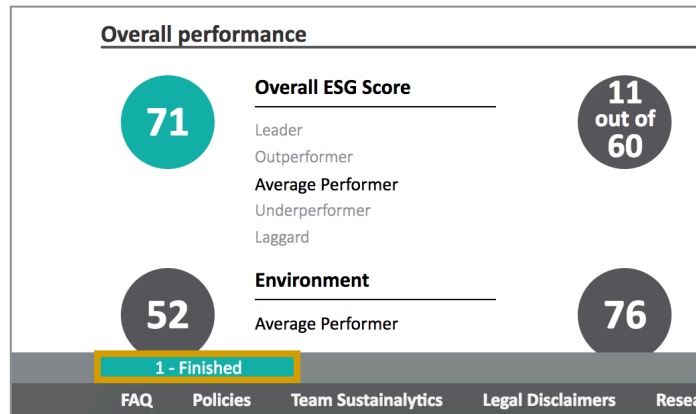 Overall performance
71
Overall ESG Score
Leader
Outperformer
Average Performer
Underperformer
Laggard
11
out of
60
52
Environment
Average Performer
76
1 - Finished
FAQ Policies Team Sustainalytics Legal Disclaimers